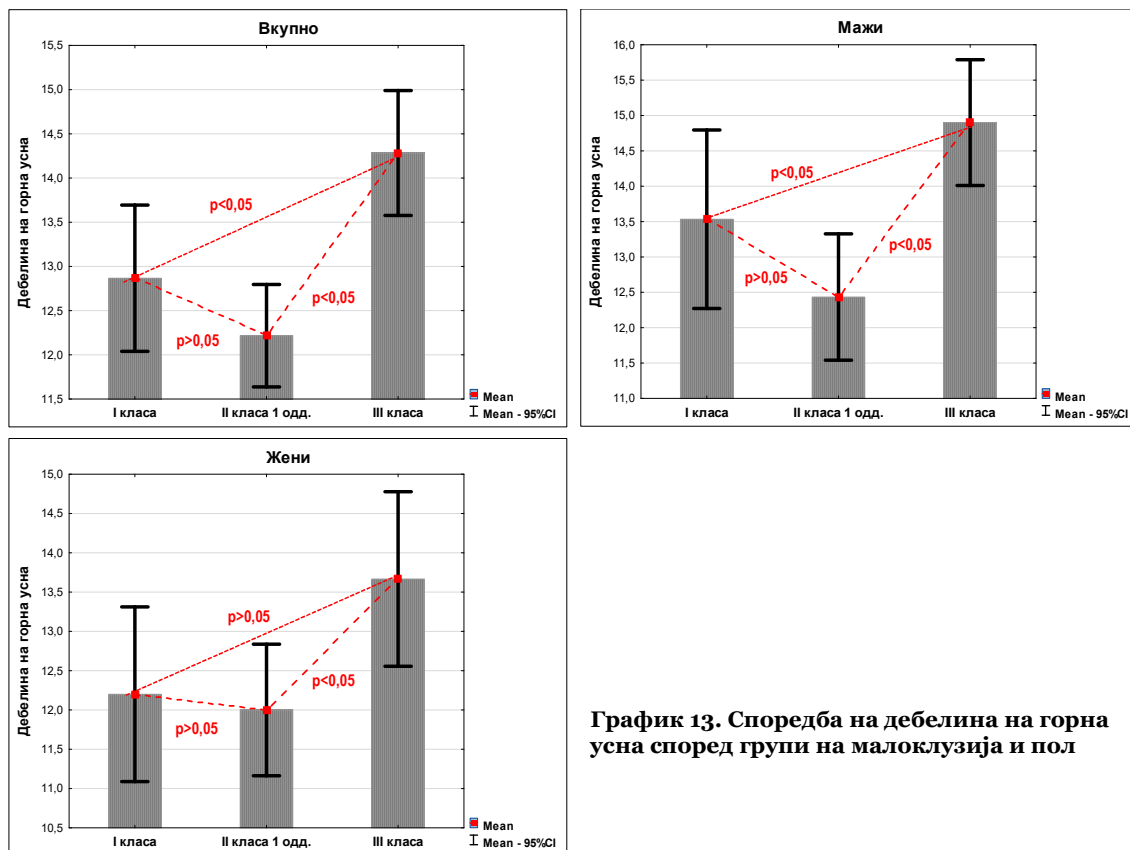 Вкупно
Дебелина на горна усна
15,5
15,0
14,5
14,0
13,5
13,0
12,5
12,0
11,5
p<0,05
p>0,05
p<0,05
I класа
II класа 1 одд.
III класа
Mean
Mean - 95%CI
Мажи
Дебелина на горна усна
16,0
15,5
15,0
14,5
14,0
13,5
13,0
12,5
12,0
11,5
11,0
p<0,05
p>0,05
p<0,05
I класа
II класа 1 одд.
III класа
Mean
Mean - 95%CI
Жени
Дебелина на горна усна
15,0
14,5
14,0
13,5
13,0
12,5
12,0
11,5
11,0
10,5
p>0,05
p>0,05
p<0,05
I класа
II класа 1 одд.
III класа
Mean
Mean - 95%CI
График 13. Споредба на дебелина на горна
усна според групи на малоклузија и пол